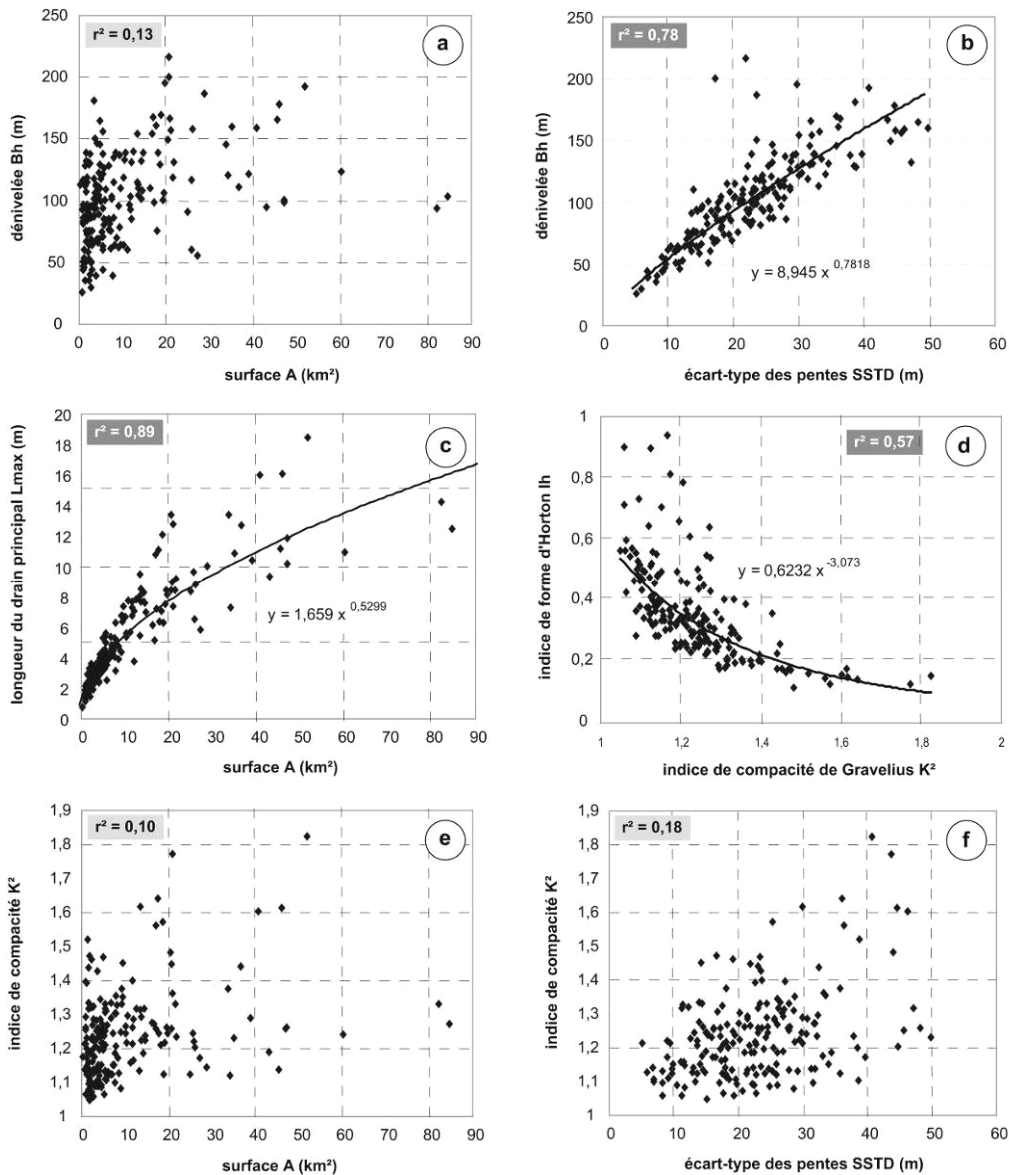 r² = 0,13
a
dénivelée Bh (m)
250
200
150
100
50
0
0 10 20 30 40 50 60 70 80 90
surface A (km²)
r² = 0,78
b
dénivelée Bh (m)
250
200
150
100
50
0
y = 8,945 x 0,7818
0 10 20 30 40 50 60
écart-type des pentes SSTD (m)
r² = 0,89
c
longueur du drain principal Lmax (m)
20
18
16
14
12
10
8
6
4
2
0
y = 1,659 x 0,5299
0 10 20 30 40 50 60 70 80 90
surface A (km²)
r² = 0,57
d
indice de forme d'Horton Ih
1
0,8
0,6
0,4
0,2
0
y = 0,6232 x -3,073
1 1,2 1,4 1,6 1,8 2
indice de compacité de Gravelius K²
r² = 0,10
e
indice de compacité K²
1,9
1,8
1,7
1,6
1,5
1,4
1,3
1,2
1,1
1
0 10 20 30 40 50 60 70 80 90
surface A (km²)
r² = 0,18
f
indice de compacité K²
1,9
1,8
1,7
1,6
1,5
1,4
1,3
1,2
1,1
1
0 10 20 30 40 50 60
écart-type des pentes SSTD (m)